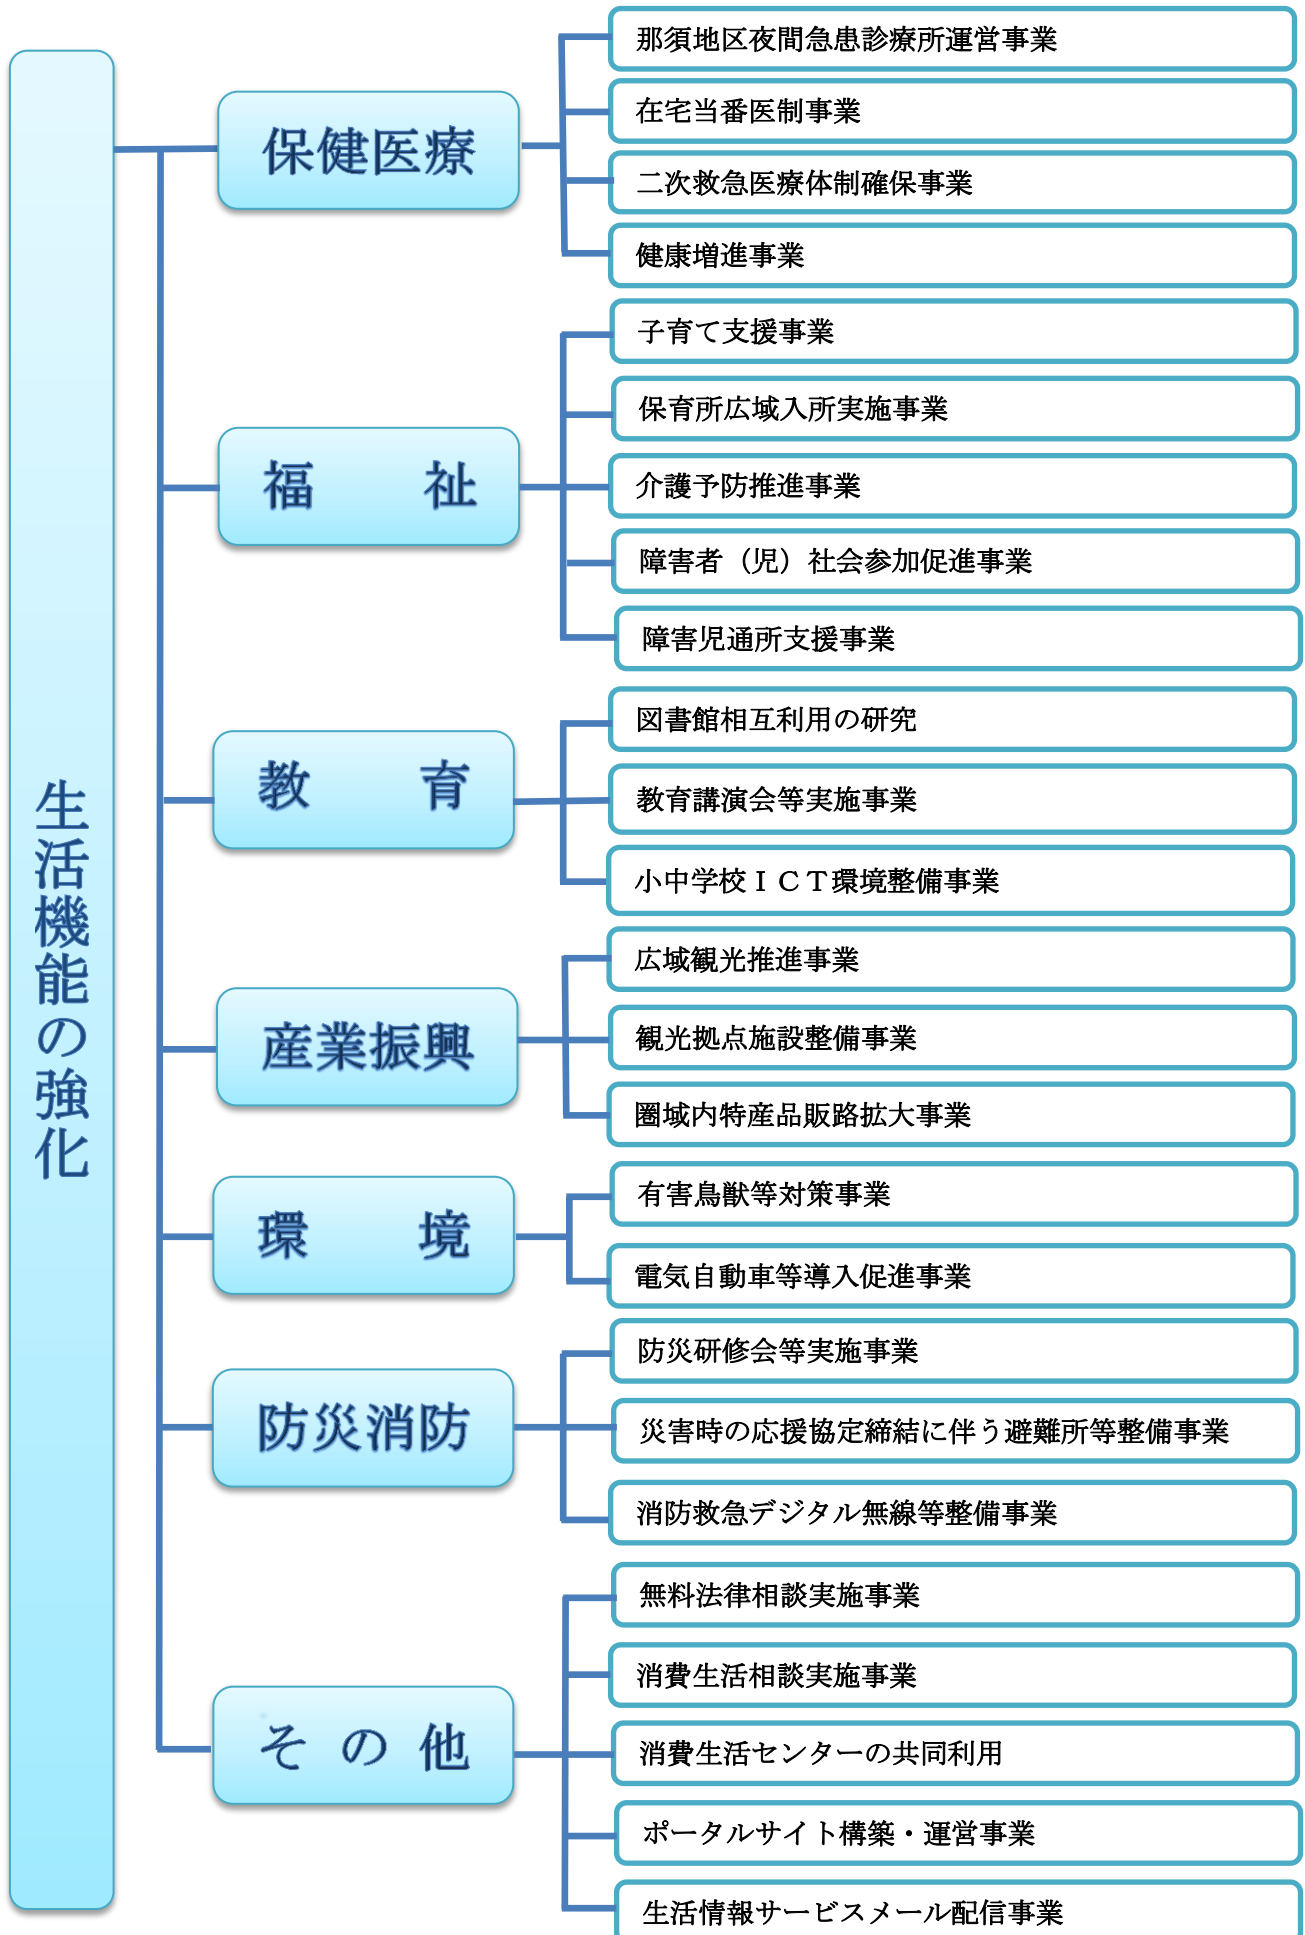 生活機能の強化
保健医療
那須地区夜間急患診療所運営事業
在宅当番医制事業
二次救急医療体制確保事業
健康増進事業
福　　祉
子育て支援事業
保育所広域入所実施事業
介護予防推進事業
障害者（児）社会参加促進事業
障害児通所支援事業
教　　育
図書館相互利用の研究
教育講演会等実施事業
小中学校ＩＣＴ環境整備事業
産業振興
広域観光推進事業
観光拠点施設整備事業
圏域内特産品販路拡大事業
環　　境
有害鳥獣等対策事業
電気自動車等導入促進事業
防災消防
防災研修会等実施事業
災害時の応援協定締結に伴う避難所等整備事業
消防救急デジタル無線等整備事業
その他
無料法律相談実施事業
消費生活相談実施事業
消費生活センターの共同利用
ポータルサイト構築・運営事業
生活情報サービスメール配信事業